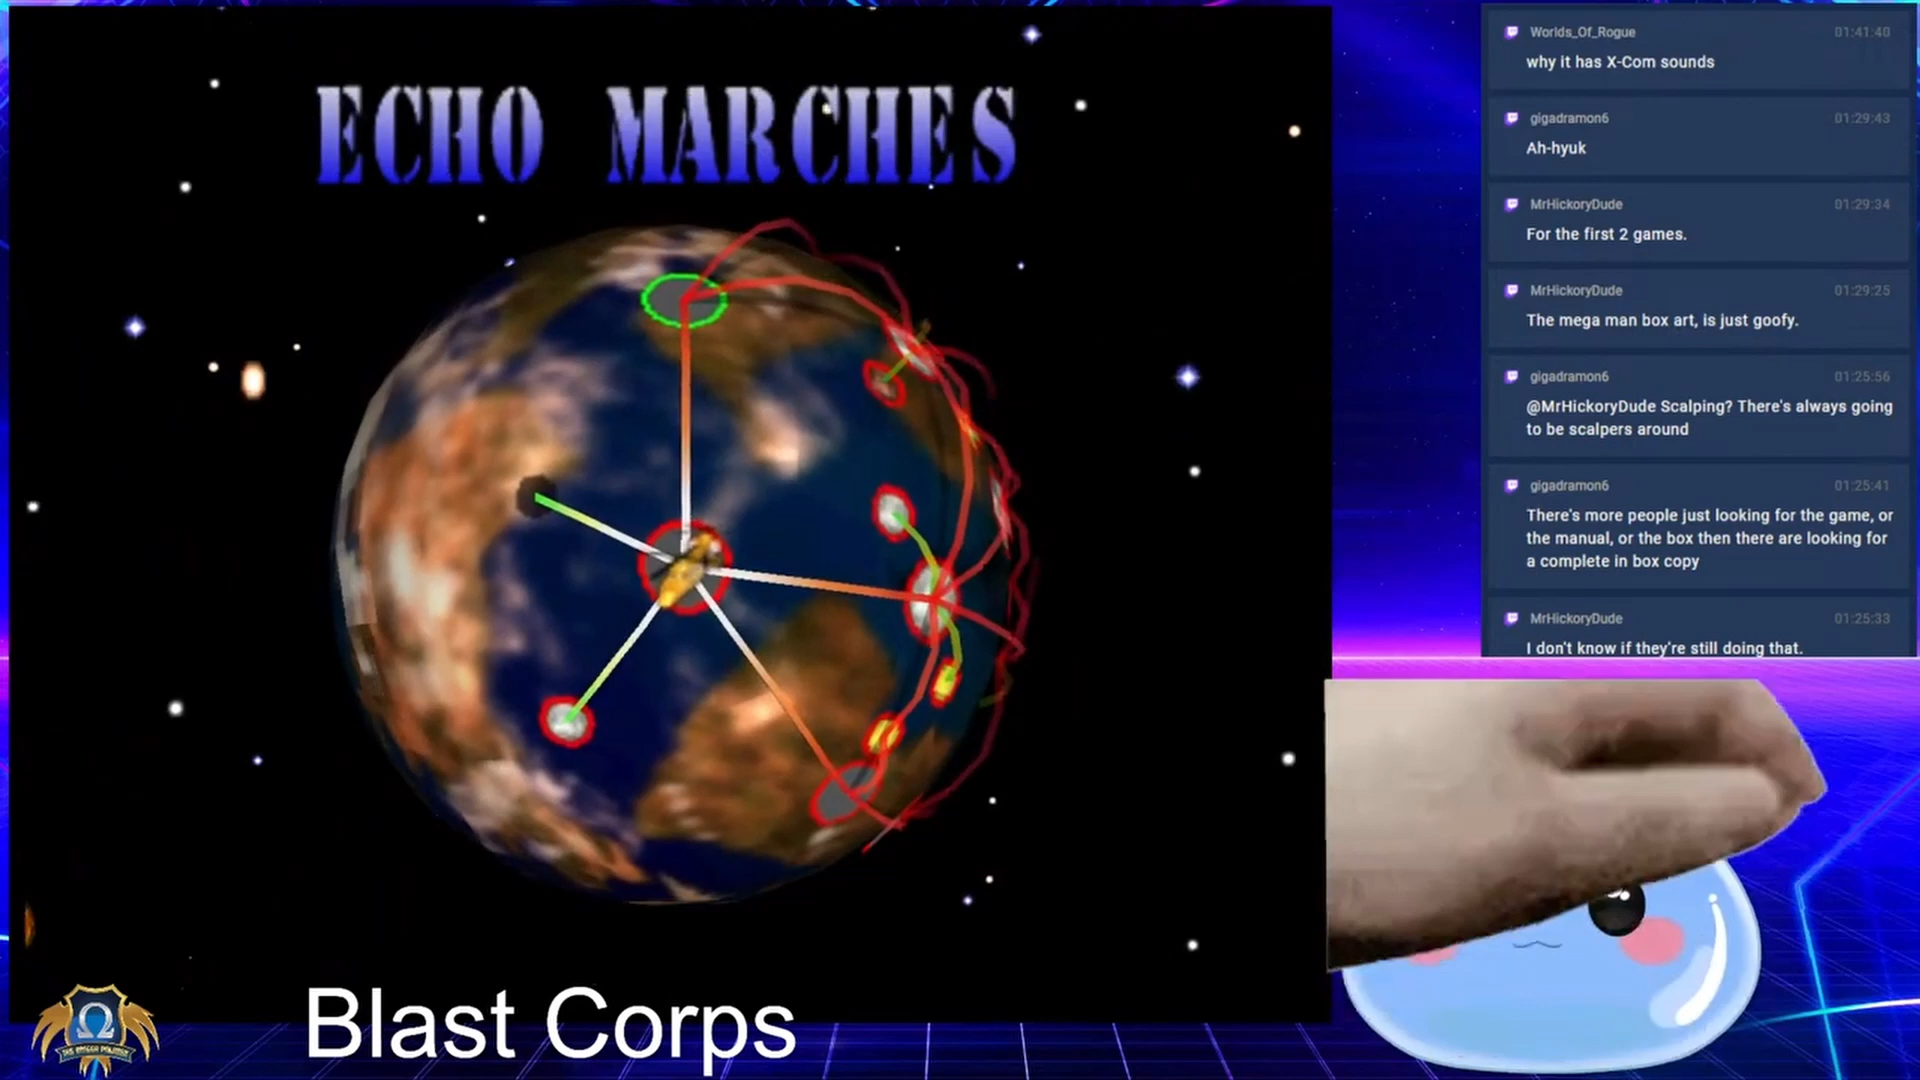 ECHO MARCHES
Worlds_Of_Rogue 01:41:40
why it has X-Com sounds
gigadramon6 01:29:43
Ah-hyuk
MrHickoryDude 01:29:34
For the first 2 games.
MrHickoryDude 01:29:25
The mega man box art, is just goofy.
gigadramon6 01:25:56
@MrHickoryDude Scalping? There's always going
to be scalpers around
gigadramon6 01:25:41
There's more people just looking for the game, or
the manual, or the box then there are looking for
a complete in box copy
MrHickoryDude 01:25:33
I don't know if they're still doing that.
Blast Corps
Ω